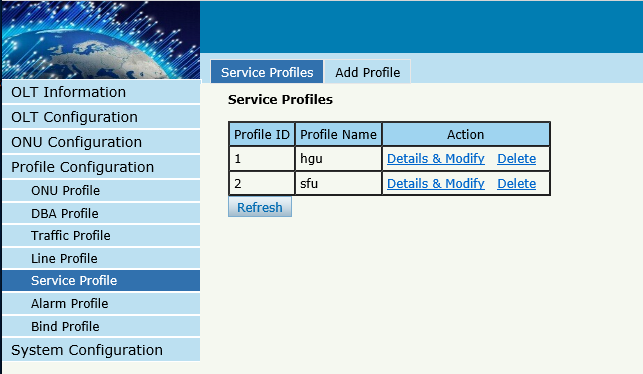 Service Profiles Add Profile
OLT Information
OLT Configuration
ONU Configuration
Profile Configuration
ONU Profile
DBA Profile
Traffic Profile
Line Profile
Service Profile
Alarm Profile
Bind Profile
System Configuration
Service Profiles
Profile ID Profile Name Action
1 hgu Details & Modify Delete
2 sfu Details & Modify Delete
Refresh